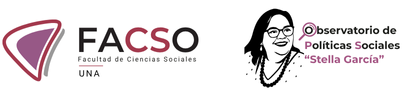 FACSO
Facultad de Ciencias Sociales
UNA
Observatorio de
Políticas Sociales
“Stella García”